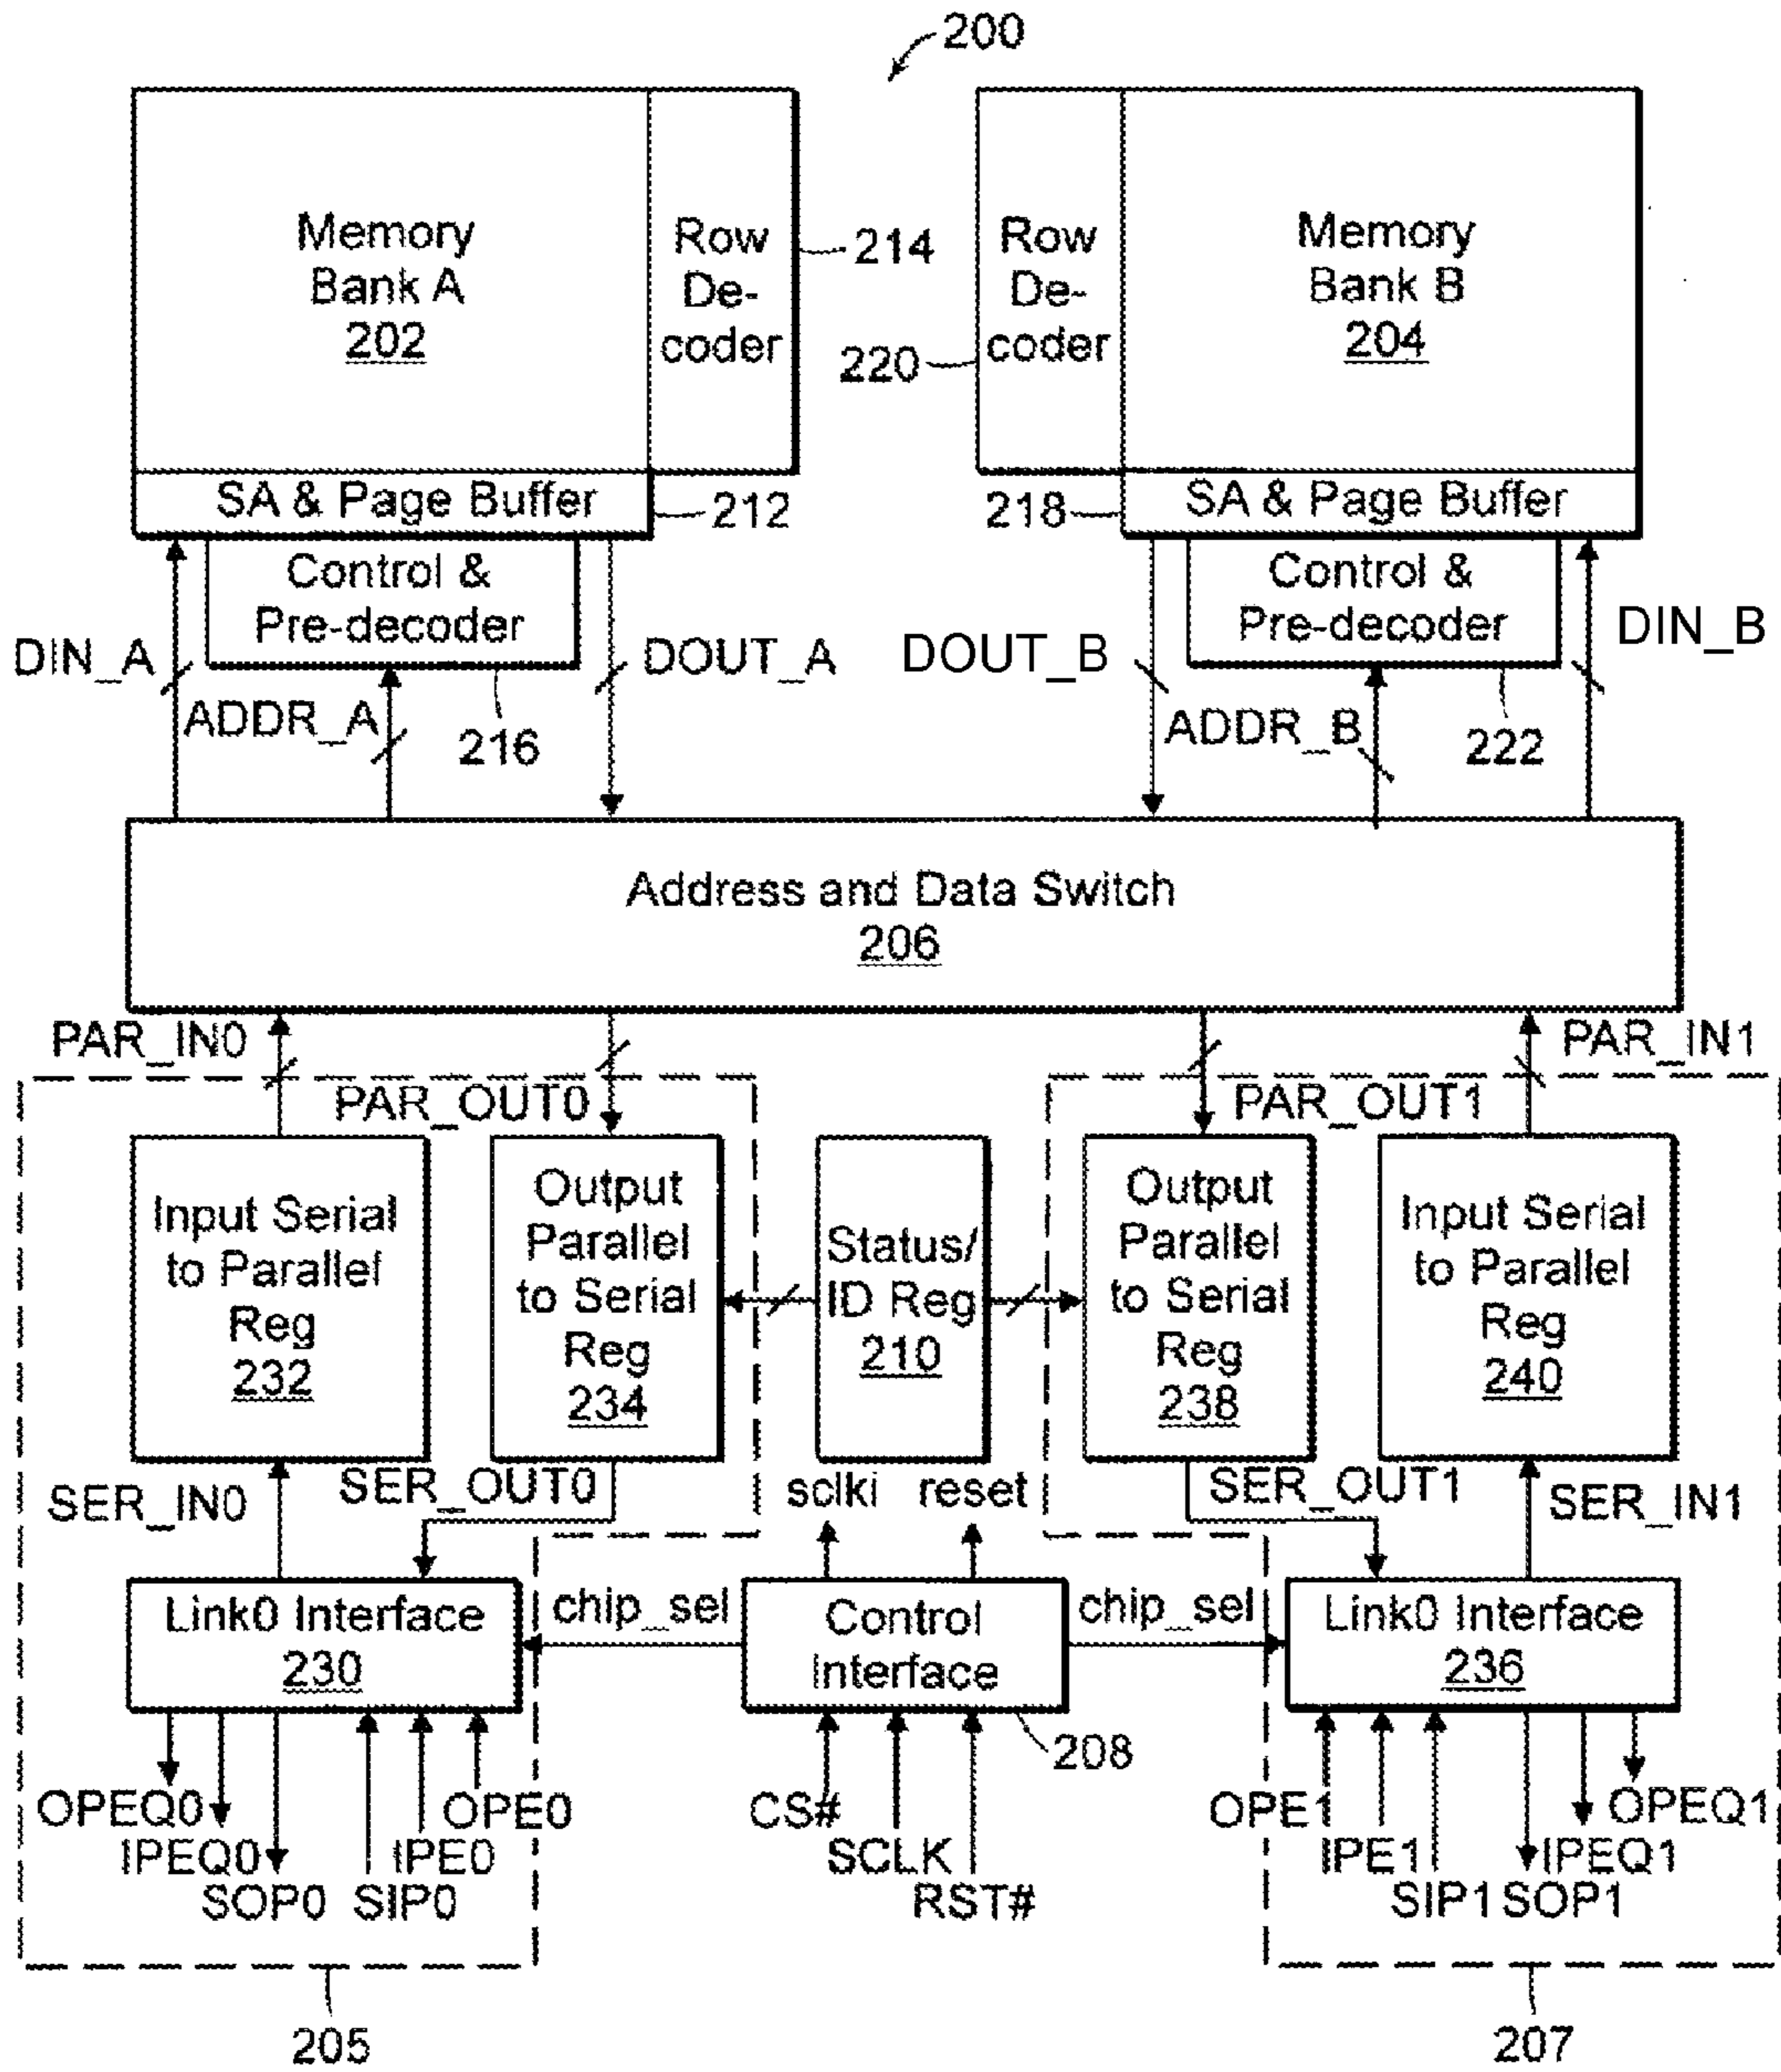 200
Memory
Bank A
202
Row
De-
coder
214
220
Row
De-
coder
Memory
Bank B
204
SA & Page Buffer
212
218
SA & Page Buffer
Control &
Pre-decoder
Control &
Pre-decoder
DIN_A
DOUT_A
DOUT_B
DIN_B
ADDR_A
216
ADDR_B
222
Address and Data Switch
206
PAR_IN0
PAR_IN1
PAR_OUT0
PAR_OUT1
Input Serial
to Parallel
Reg
232
Output
Parallel
to Serial
Reg
234
Status/
ID Reg
210
Output
Parallel
to Serial
Reg
238
Input Serial
to Parallel
Reg
240
SER_IN0
SER_OUT0
sclki
reset
SER_OUT1
SER_IN1
Link0 Interface
230
chip_sel
Control
Interface
chip_sel
Link0 Interface
236
208
OPEQ0
IPEQ0
SOP0
SIP0
IPE0
OPE0
CS#
SCLK
RST#
OPE1
IPE1
SIP1
SOP1
IPEQ1
OPEQ1
205
207